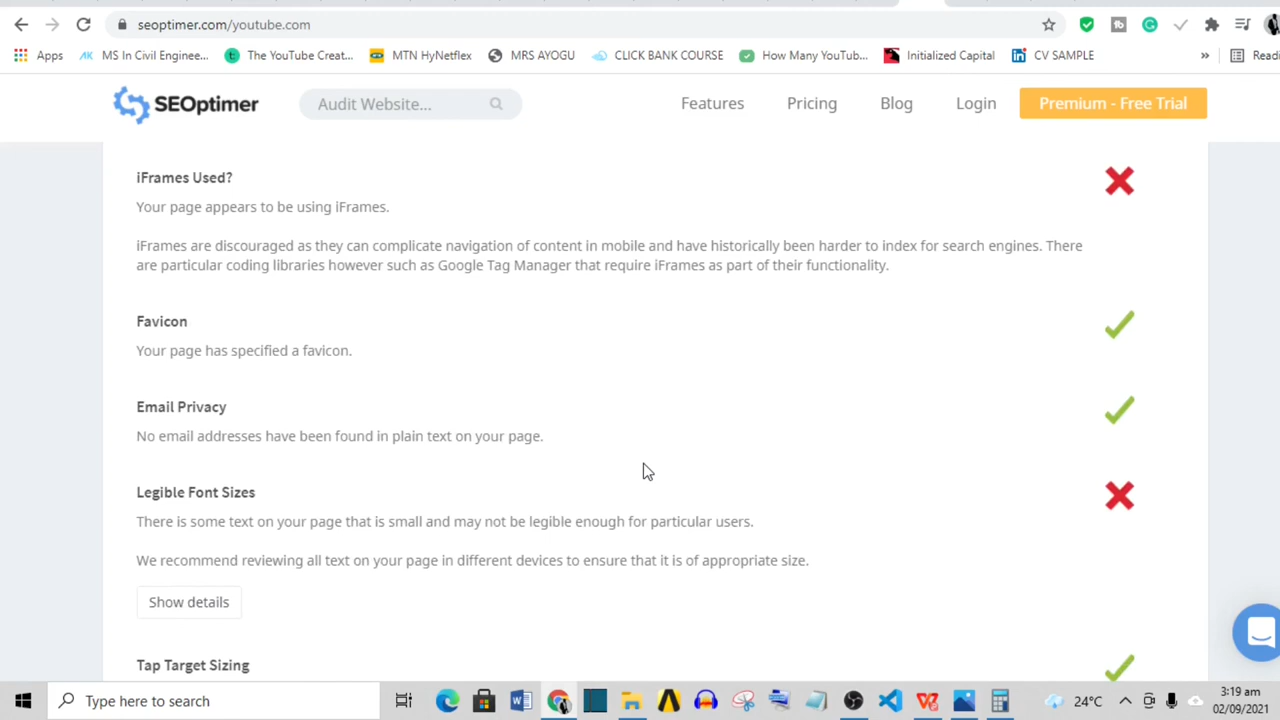 seoptimer.com/youtube.com
Apps
MS In Civil Enginee...
The YouTube Creat...
MTN HyNetflex
MRS AYOGU
CLICK BANK COURSE
How Many YouTub...
Initialized Capital
CV SAMPLE
»
Readi
SEOptimer
Audit Website...
Features
Pricing
Blog
Login
Premium - Free Trial
iFrames Used?
Your page appears to be using iFrames.
iFrames are discouraged as they can complicate navigation of content in mobile and have historically been harder to index for search engines. There
are particular coding libraries however such as Google Tag Manager that require iFrames as part of their functionality.
Favicon
Your page has specified a favicon.
Email Privacy
No email addresses have been found in plain text on your page.
Legible Font Sizes
There is some text on your page that is small and may not be legible enough for particular users.
We recommend reviewing all text on your page in different devices to ensure that it is of appropriate size.
Show details
Tap Target Sizing
Type here to search
24°C
3:19 am
02/09/2021